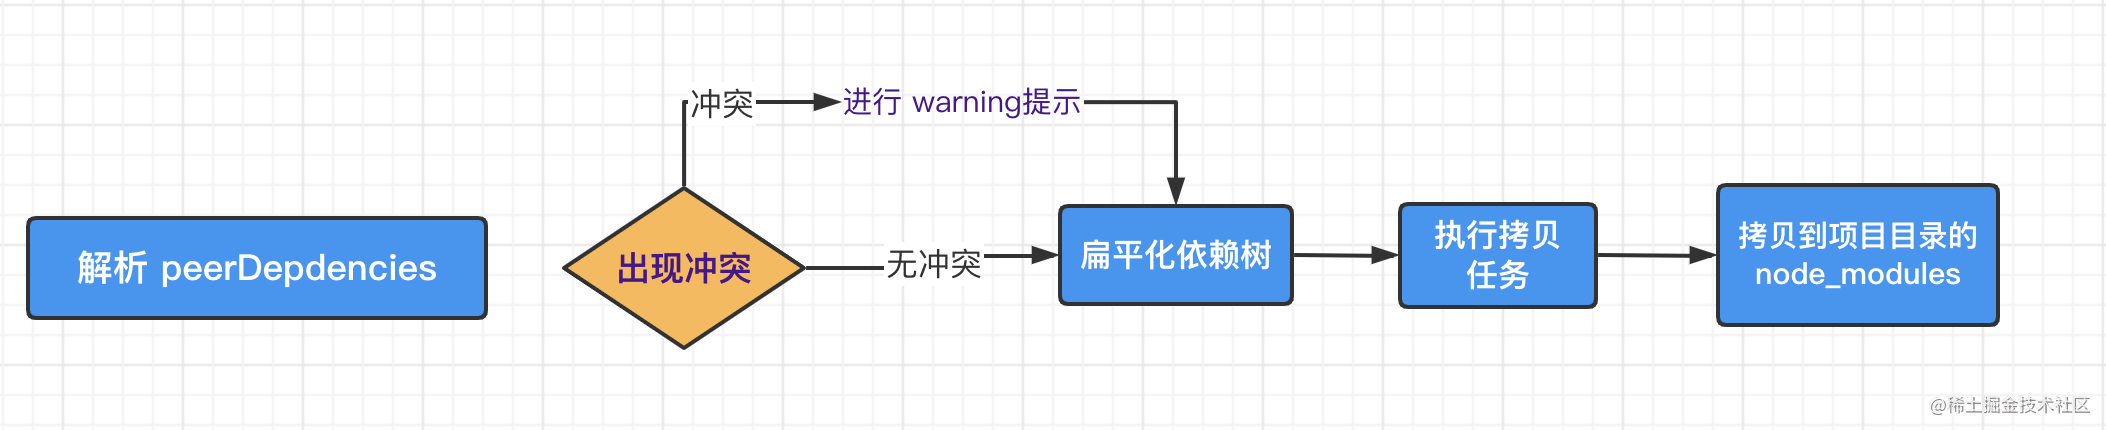 冲突
进行 warning提示
解析 peerDepdencies
出现冲突
无冲突
扁平化依赖树
执行拷贝
任务
拷贝到项目目录的
node_modules
@稀土掘金技术社区